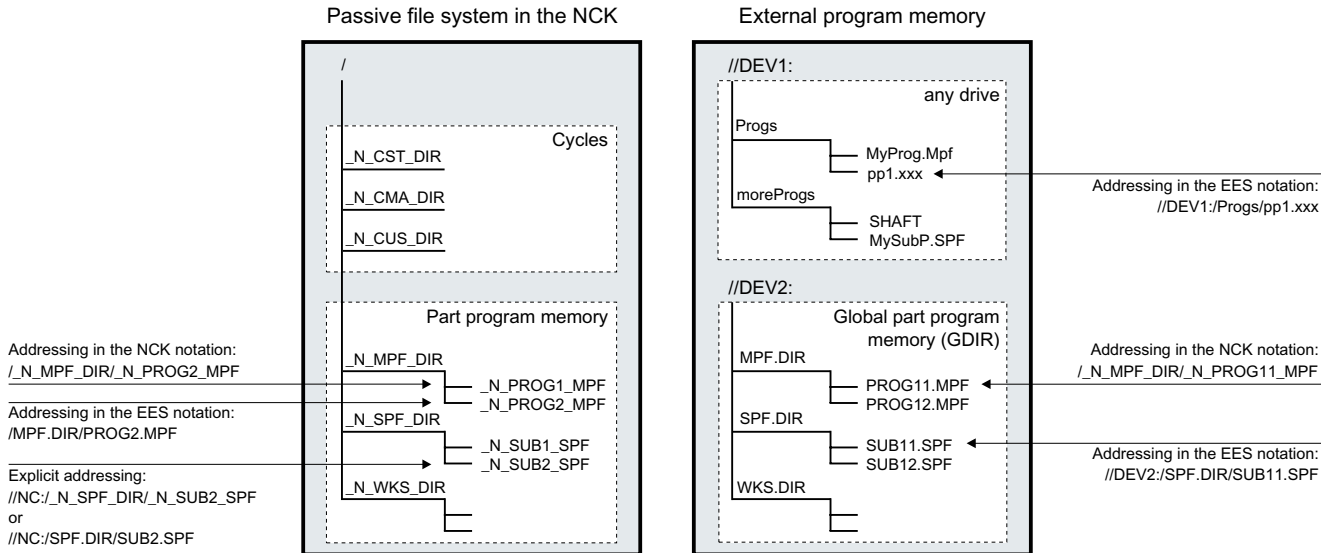 Passive file system in the NCK
External program memory
/
Cycles
_N_CST_DIR
_N_CMA_DIR
_N_CUS_DIR
Part program memory
_N_MPF_DIR
_N_PROG1_MPF
_N_PROG2_MPF
_N_SPF_DIR
_N_SUB1_SPF
_N_SUB2_SPF
_N_WKS_DIR
Addressing in the NCK notation:
/_N_MPF_DIR/_N_PROG2_MPF
Addressing in the EES notation:
/MPF.DIR/PROG2.MPF
Explicit addressing:
//NC:/_N_SPF_DIR/_N_SUB2_SPF
or
//NC:/SPF.DIR/SUB2.SPF
//DEV1:
any drive
Progs
MyProg.Mpf
pp1.xxx
moreProgs
SHAFT
MySubP.SPF
//DEV2:
Global part program
memory (GDIR)
MPF.DIR
PROG11.MPF
PROG12.MPF
SPF.DIR
SUB11.SPF
SUB12.SPF
WKS.DIR
Addressing in the EES notation:
//DEV1:/Progs/pp1.xxx
Addressing in the NCK notation:
/_N_MPF_DIR/_N_PROG11_MPF
Addressing in the EES notation:
//DEV2:/SPF.DIR/SUB11.SPF